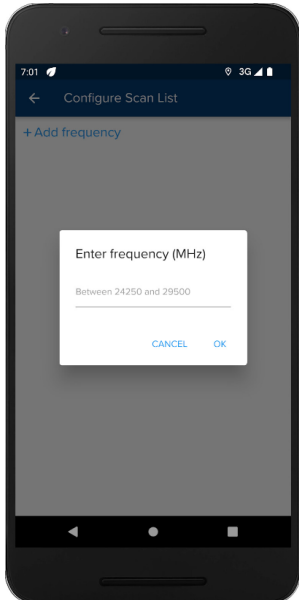 7:01 3G
Configure Scan List
+Add frequency
Enter frequency (MHz)
Between 24250 and 29500
CANCEL OK